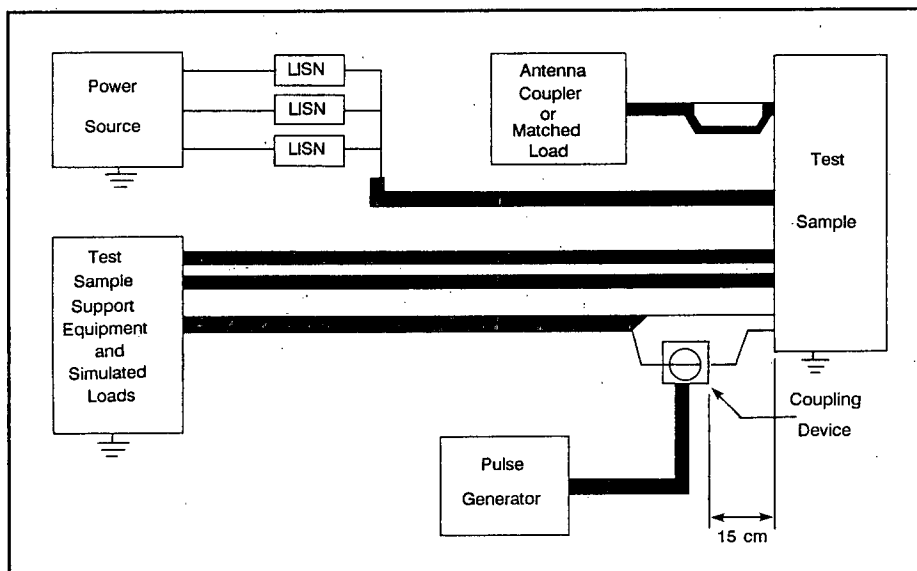 Power
Source
LISN
LISN
LISN
Antenna
Coupler
or
Matched
Load
Test
Sample
Test
Sample
Support
Equipment
and
Simulated
Loads
Coupling
Device
Pulse
Generator
15 cm